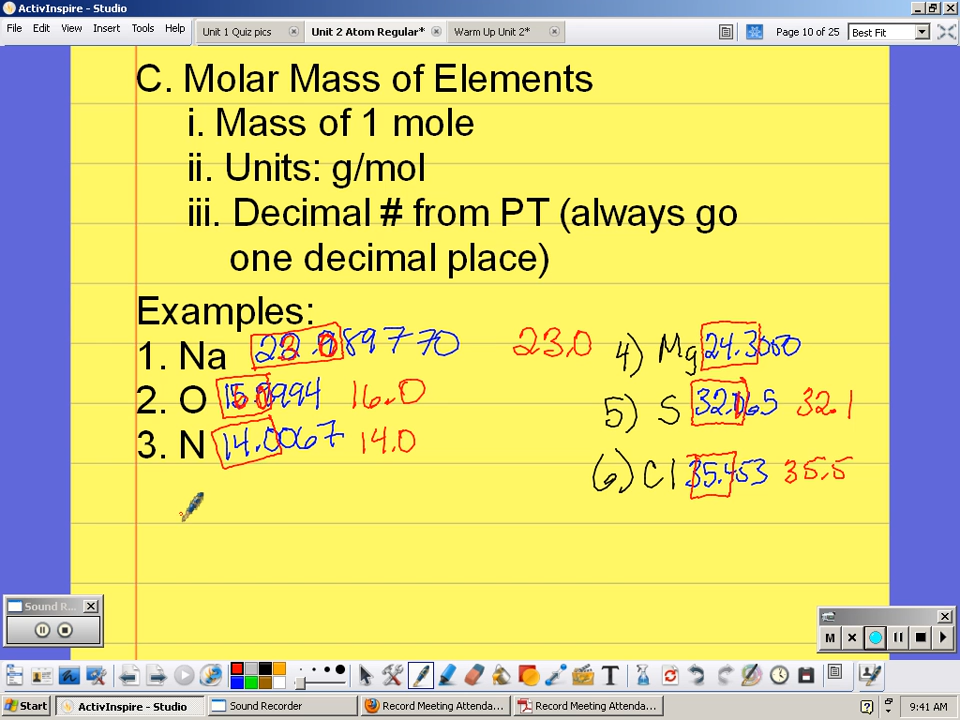 ActivInspire - Studio
File Edit View Insert Tools Help
Unit 1 Quiz pics
Unit 2 Atom Regular*
Warm Up Unit 2*
Page 10 of 25
Best Fit
C. Molar Mass of Elements
i. Mass of 1 mole
ii. Units: g/mol
iii. Decimal # from PT (always go
one decimal place)
Examples:
1. Na 22.989770 23.0
2. O 15.9994 16.0
3. N 14.0067 14.0
4) Mg 24.3050
5) S 32.065 32.1
6) Cl 35.453 35.5
Sound R...
M
T
Start
ActivInspire - Studio
Sound Recorder
Record Meeting Attenda...
Record Meeting Attenda...
9:41 AM